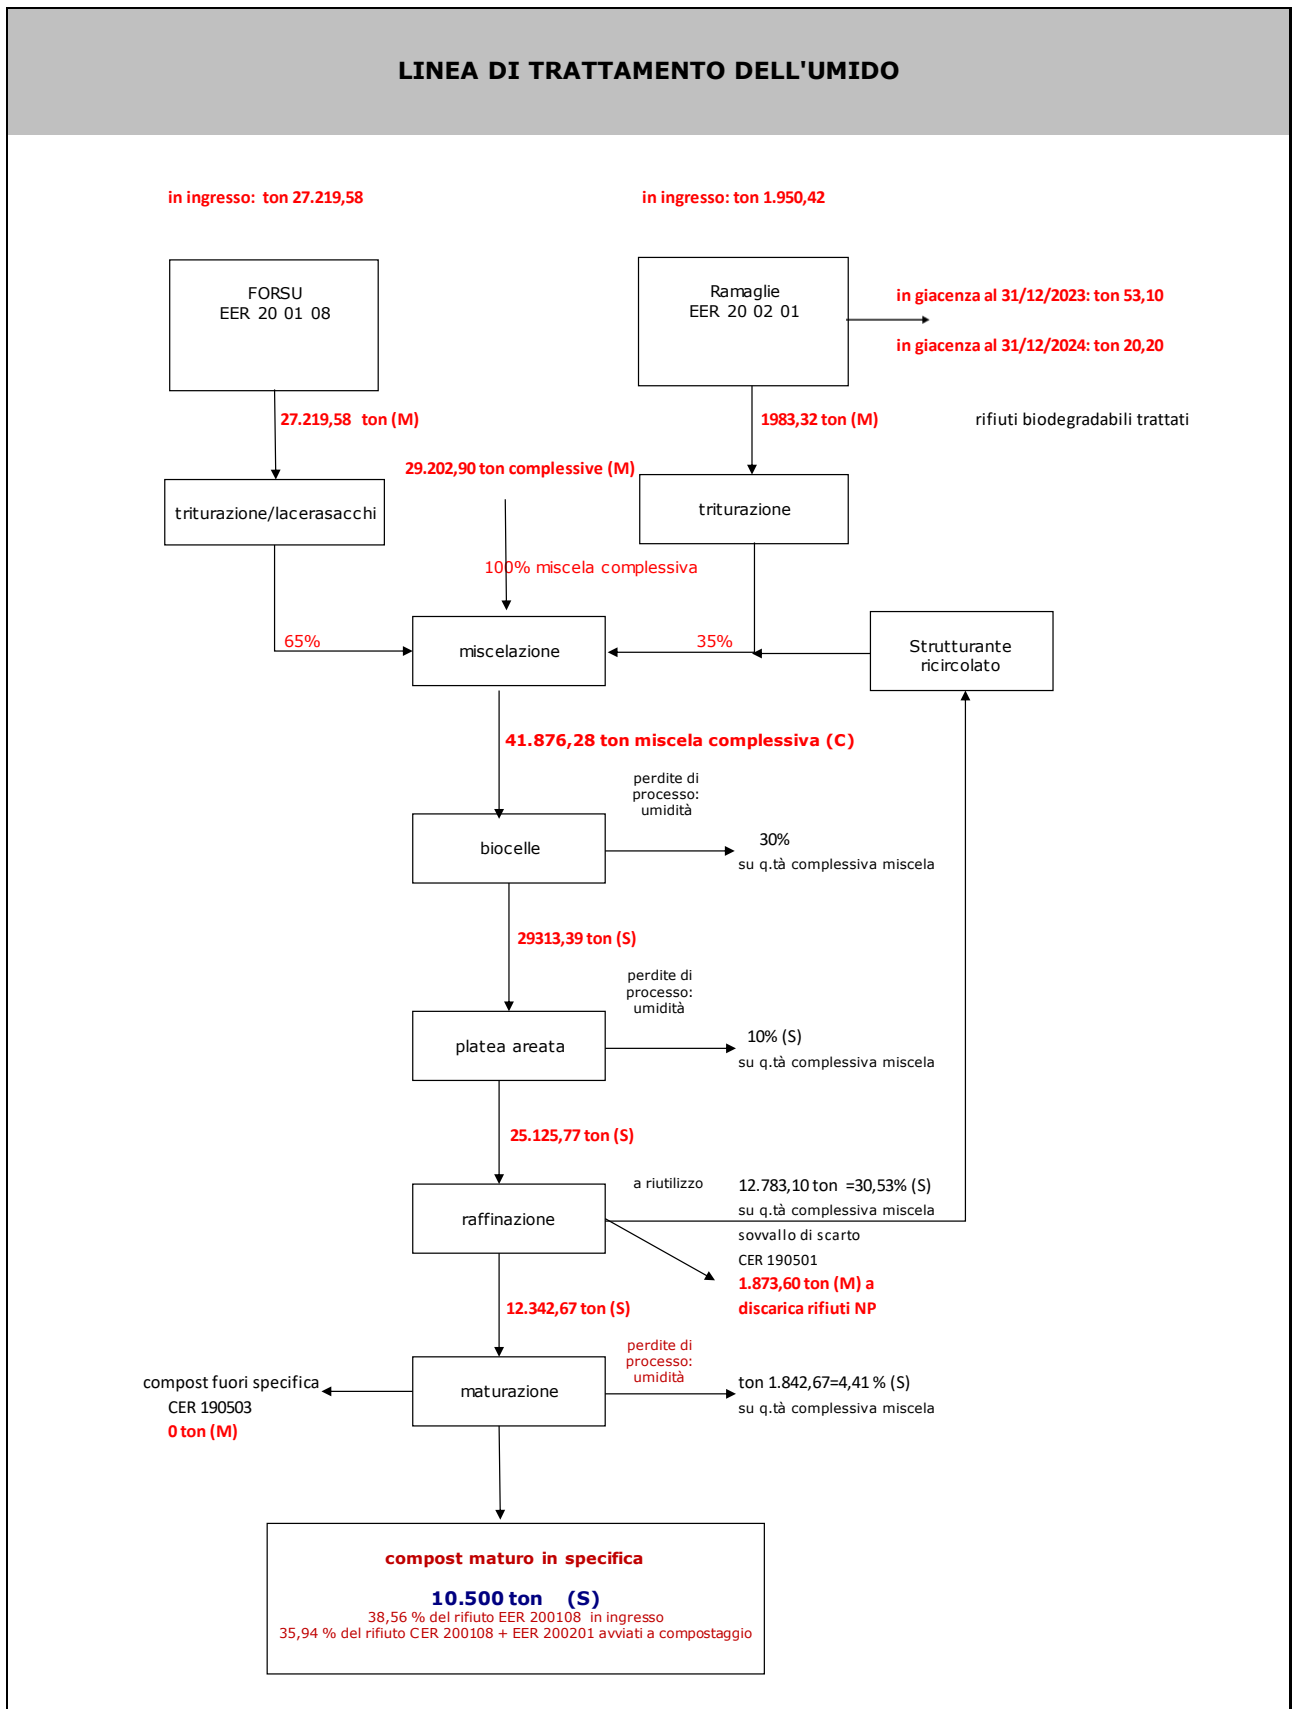 LINEA DI TRATTAMENTO DELL'UMIDO
in ingresso: ton 27.219,58
in ingresso: ton 1.950,42
FORSU
EER 20 01 08
Ramaglie
EER 20 02 01
in giacenza al 31/12/2023: ton 53,10
in giacenza al 31/12/2024: ton 20,20
27.219,58 ton (M)
1983,32 ton (M)
rifiuti biodegradabili trattati
29.202,90 ton complessive (M)
triturazione/lacerasacchi
triturazione
100% miscela complessiva
65%
miscelazione
35%
Strutturante
ricircolato
41.876,28 ton miscela complessiva (C)
perdite di
processo:
umidità
biocelle
30%
su q.tà complessiva miscela
29313,39 ton (S)
perdite di
processo:
umidità
platea areata
10% (S)
su q.tà complessiva miscela
25.125,77 ton (S)
a riutilizzo
12.783,10 ton =30,53% (S)
su q.tà complessiva miscela
raffinazione
sovvallo di scarto
CER 190501
1.873,60 ton (M) a
discarica rifiuti NP
12.342,67 ton (S)
perdite di
processo:
umidità
compost fuori specifica
CER 190503
0 ton (M)
maturazione
ton 1.842,67=4,41 % (S)
su q.tà complessiva miscela
compost maturo in specifica
10.500 ton (S)
38,56 % del rifiuto EER 200108 in ingresso
35,94 % del rifiuto CER 200108 + EER 200201 avviati a compostaggio